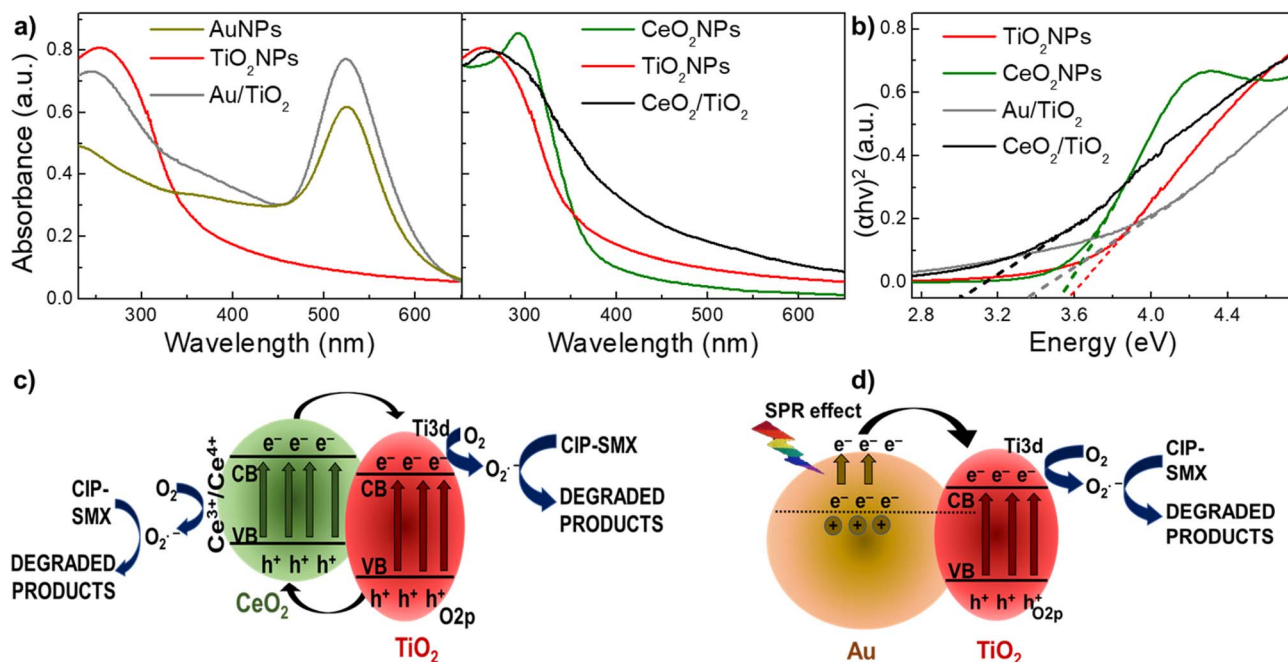 a)
AuNPs
TiO₂NPs
Au/TiO₂
CeO₂NPs
TiO₂NPs
CeO₂/TiO₂
Absorbance (a.u.)
0.8
0.6
0.4
0.2
0.0
300 400 500 600
Wavelength (nm)
300 400 500 600
Wavelength (nm)
b)
TiO₂NPs
CeO₂NPs
Au/TiO₂
CeO₂/TiO₂
(αhv)² (a.u.)
0.8
0.6
0.4
0.2
0.0
2.8 3.2 3.6 4.0 4.4
Energy (eV)
c)
CIP-
SMX
O₂
O₂·⁻
DEGRADED
PRODUCTS
Ce³⁺/Ce⁴⁺
e⁻ e⁻ e⁻
CB
VB
h⁺ h⁺ h⁺
CeO₂
Ti3d
e⁻ e⁻ e⁻
CB
VB
h⁺ h⁺ h⁺
O2p
TiO₂
O₂
O₂·⁻
CIP-SMX
DEGRADED
PRODUCTS
d)
SPR effect
e⁻ e⁻ e⁻
e⁻ e⁻ e⁻
+ + +
Au
Ti3d
e⁻ e⁻ e⁻
CB
VB
h⁺ h⁺ h⁺
O2p
TiO₂
O₂
O₂·⁻
CIP-
SMX
DEGRADED
PRODUCTS